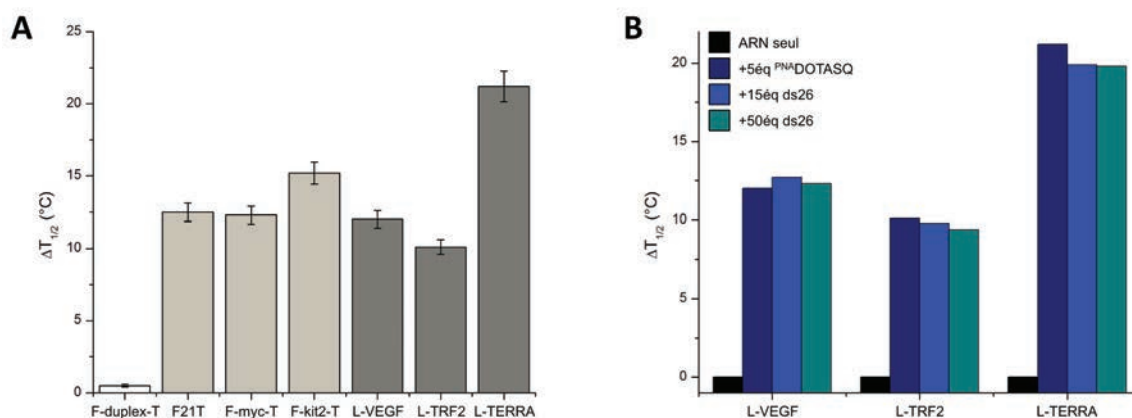 A
ΔT1/2 (°C)
25
20
15
10
5
0
F-duplex-T F21T F-myc-T F-kit2-T L-VEGF L-TRF2 L-TERRA
B
ARN seul
+5éq PNADOTASQ
+15éq ds26
+50éq ds26
ΔT1/2 (°C)
20
15
10
5
0
L-VEGF L-TRF2 L-TERRA